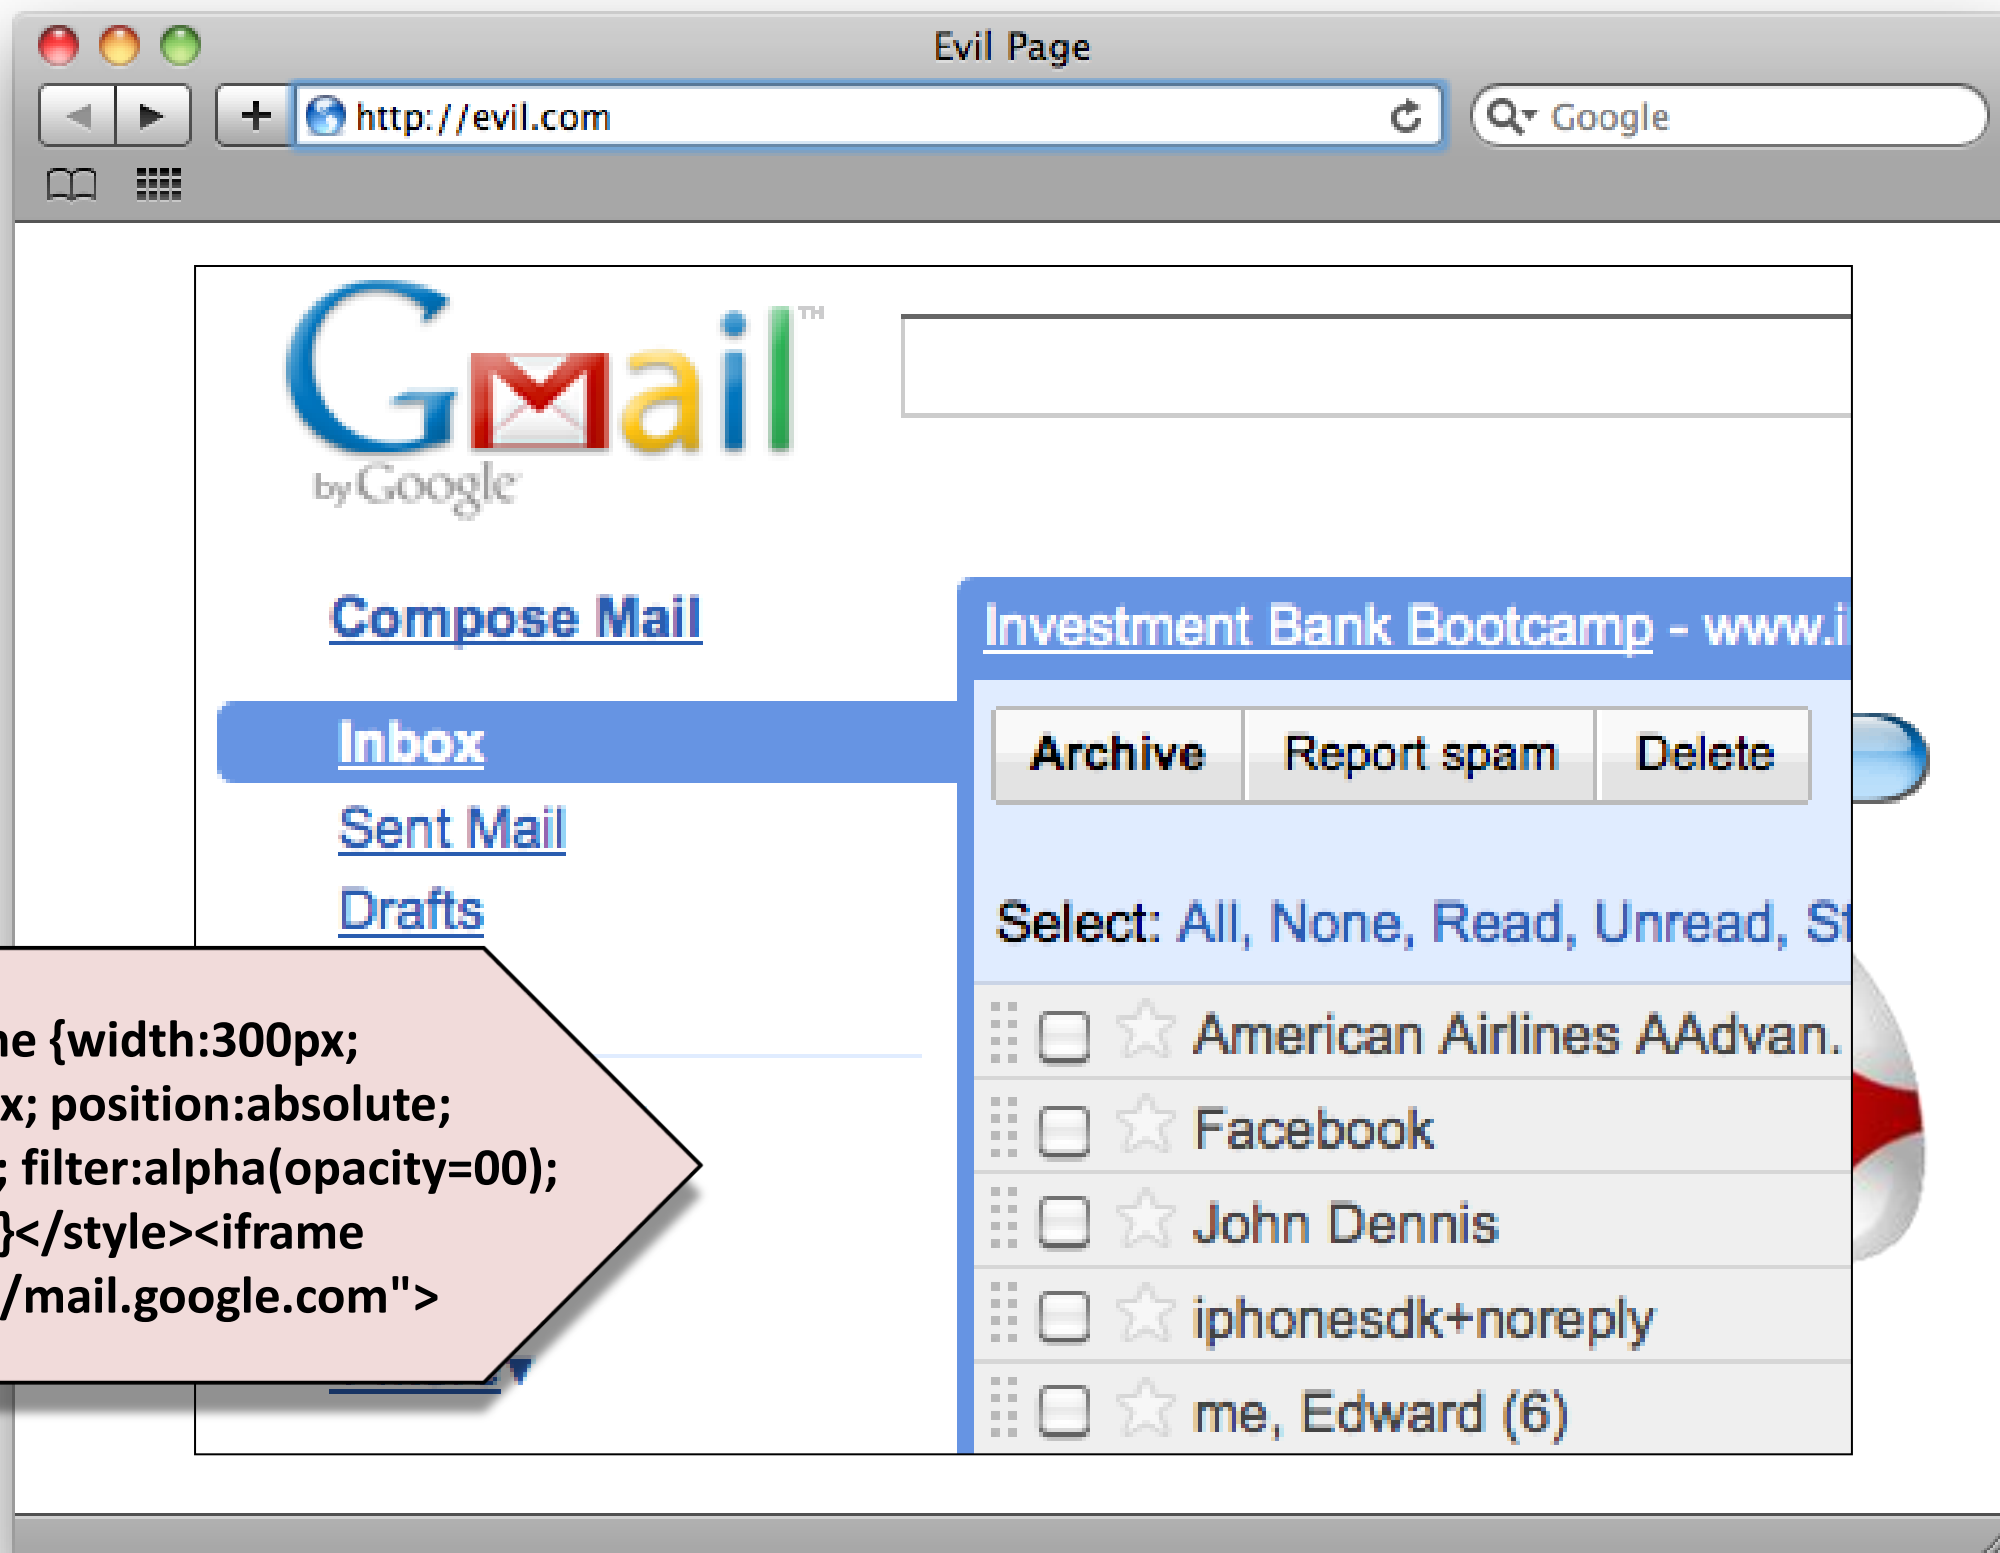 Evil Page
http://evil.com
Google
Gmail™
by Google
Compose Mail
Investment Bank Bootcamp - www.i
Inbox
Archive
Report spam
Delete
Sent Mail
Drafts
Select: All, None, Read, Unread, St
American Airlines AAdvan.
Facebook
John Dennis
iphonesdk+noreply
me, Edward (6)
ne {width:300px;
x; position:absolute;
; filter:alpha(opacity=00);
}</style><iframe
/mail.google.com">